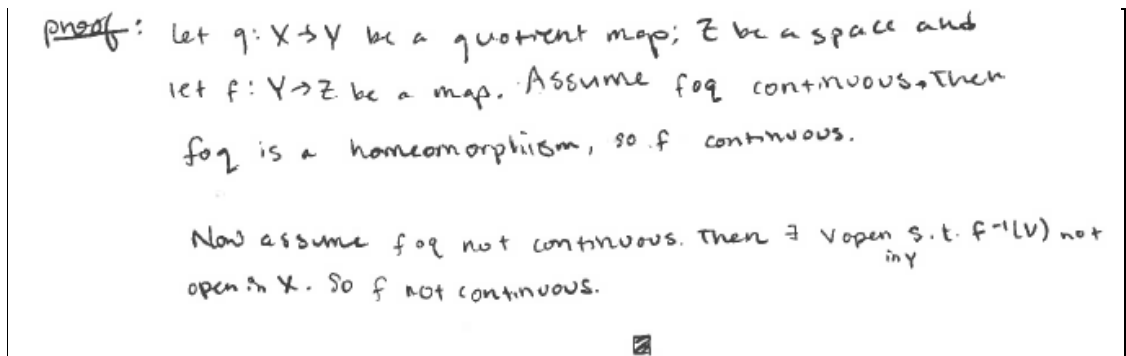 proof: Let q: X→Y be a quotient map; Z be a space and
let f: Y→Z be a map. Assume f∘q continuous. Then
f∘q is a homeomorphiism, so f continuous.
Now assume f∘q not continuous. Then ∃ V open s.t. f⁻¹(V) not
in Y
open in X. So f not continuous.